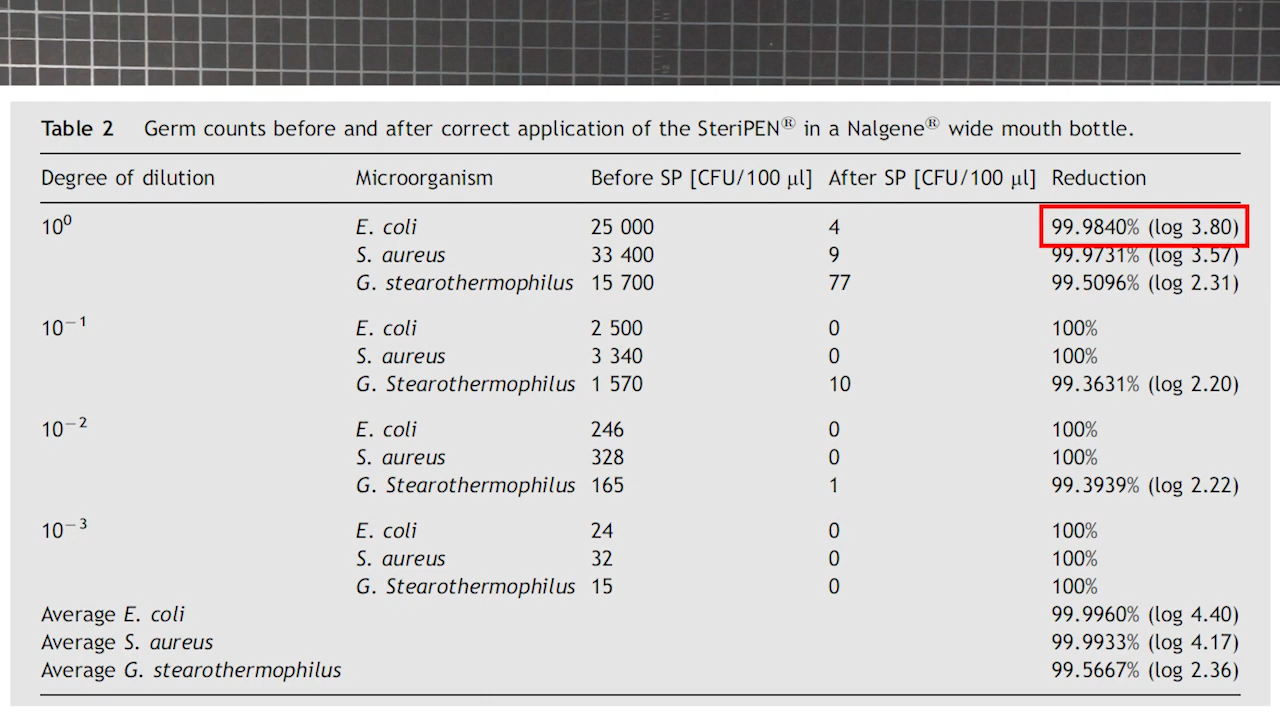 Table 2 Germ counts before and after correct application of the SteriPEN® in a Nalgene® wide mouth bottle.
Degree of dilution Microorganism Before SP [CFU/100 μl] After SP [CFU/100 μl] Reduction
10⁰ E. coli 25 000 4 99.9840% (log 3.80)
S. aureus 33 400 9 99.9731% (log 3.57)
G. stearothermophilus 15 700 77 99.5096% (log 2.31)
10⁻¹ E. coli 2 500 0 100%
S. aureus 3 340 0 100%
G. Stearothermophilus 1 570 10 99.3631% (log 2.20)
10⁻² E. coli 246 0 100%
S. aureus 328 0 100%
G. Stearothermophilus 165 1 99.3939% (log 2.22)
10⁻³ E. coli 24 0 100%
S. aureus 32 0 100%
G. Stearothermophilus 15 0 100%
Average E. coli 99.9960% (log 4.40)
Average S. aureus 99.9933% (log 4.17)
Average G. stearothermophilus 99.5667% (log 2.36)